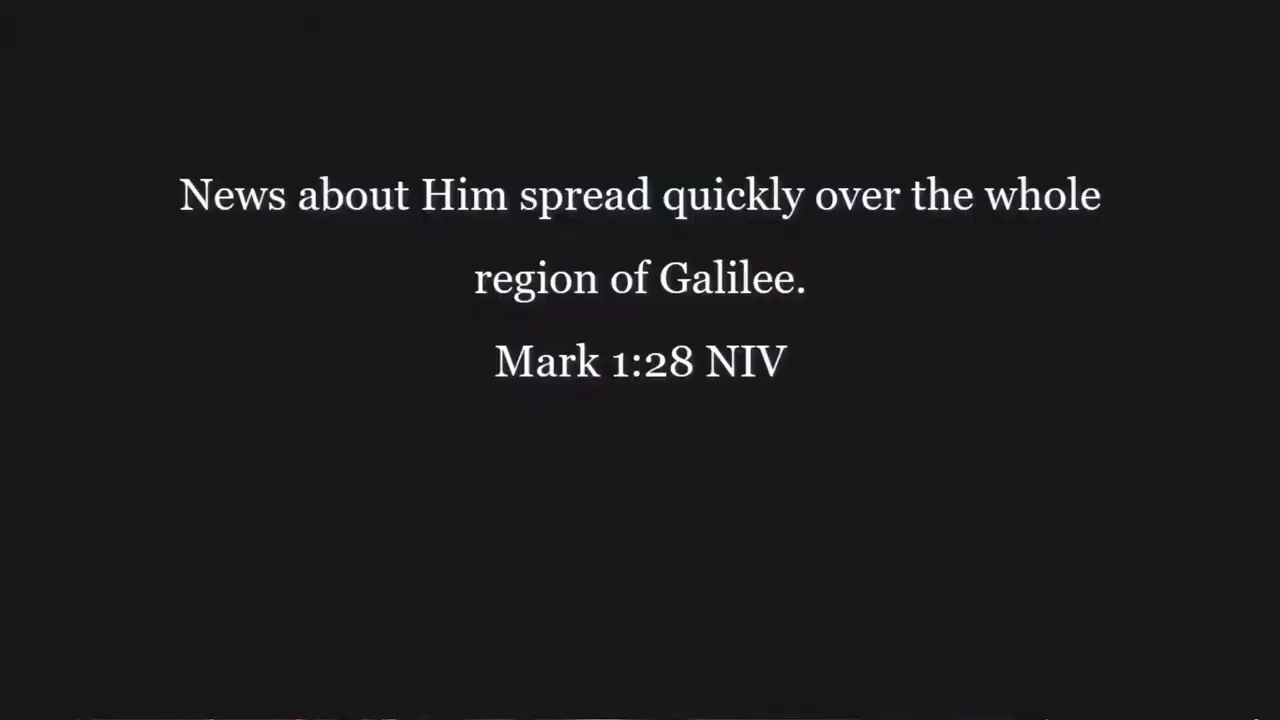 News about Him spread quickly over the whole
region of Galilee.
Mark 1:28 NIV